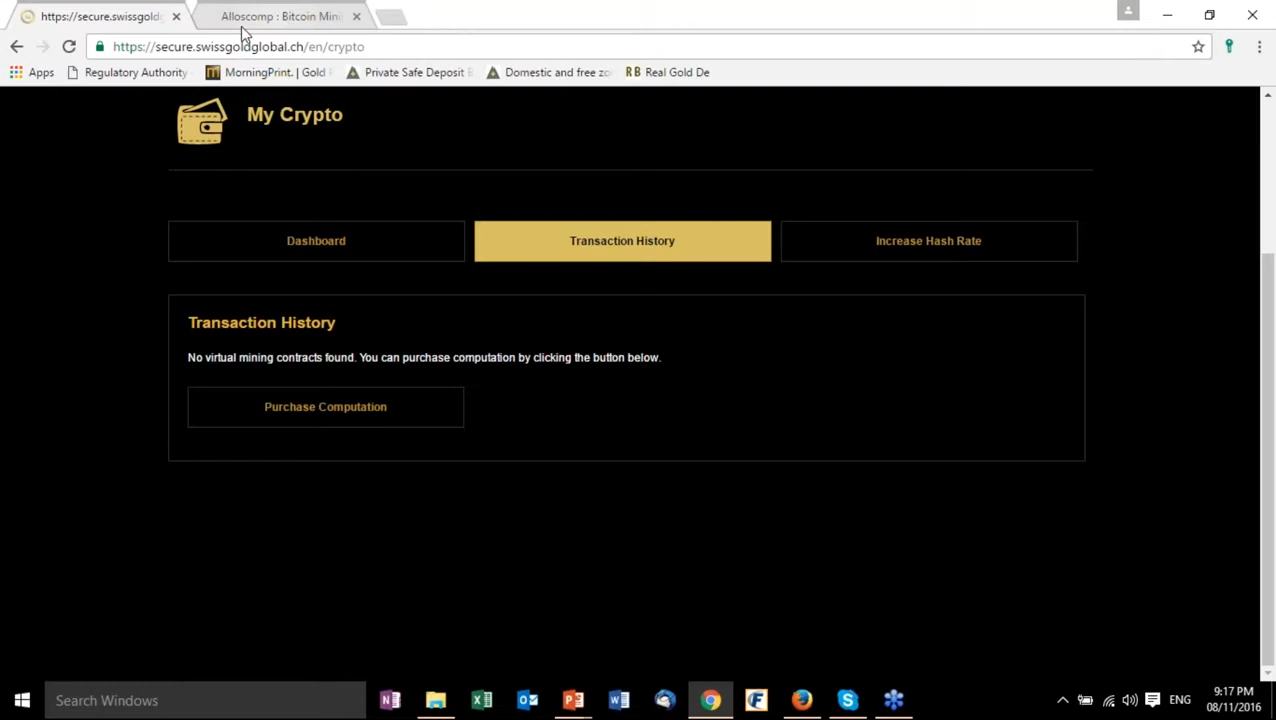 https://secure.swissgold
Alloscomp : Bitcoin Mini
https://secure.swissgoldglobal.ch/en/crypto
Apps
Regulatory Authority
MorningPrint. | Gold
Private Safe Deposit
Domestic and free zo
RB Real Gold De
My Crypto
Dashboard
Transaction History
Increase Hash Rate
Transaction History
No virtual mining contracts found. You can purchase computation by clicking the button below.
Purchase Computation
Search Windows
ENG
9:17 PM
08/11/2016